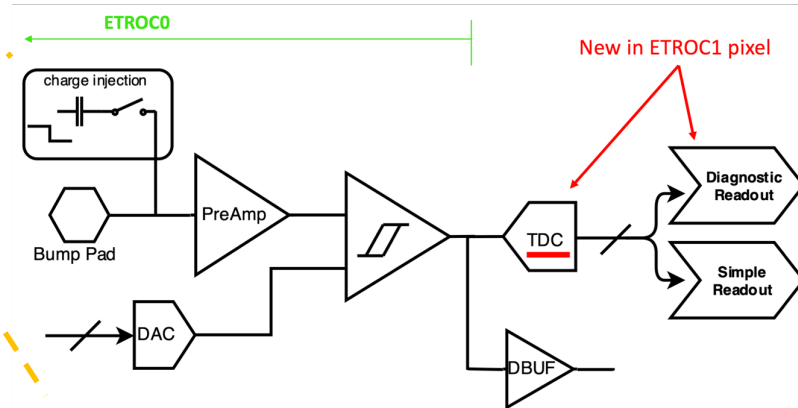 ETROC0
New in ETROC1 pixel
charge injection
Diagnostic
Readout
PreAmp
TDC
Bump Pad
Simple
Readout
DAC
DBUF